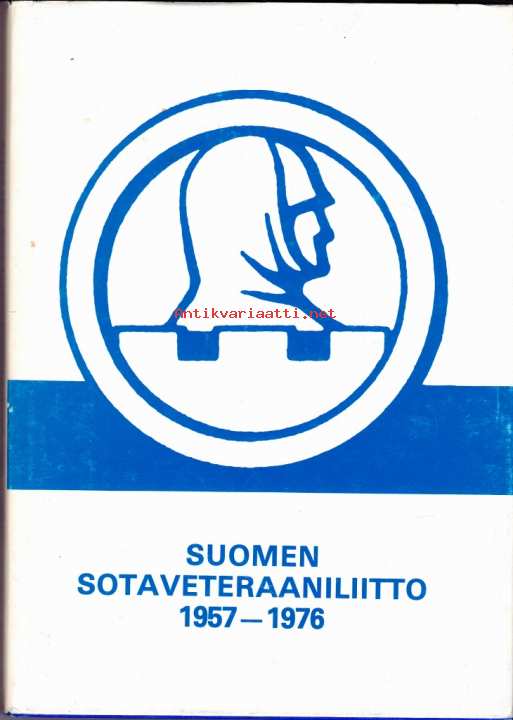 Antikvariaatti.net
SUOMEN
SOTAVETERAANILIITTO
1957—1976